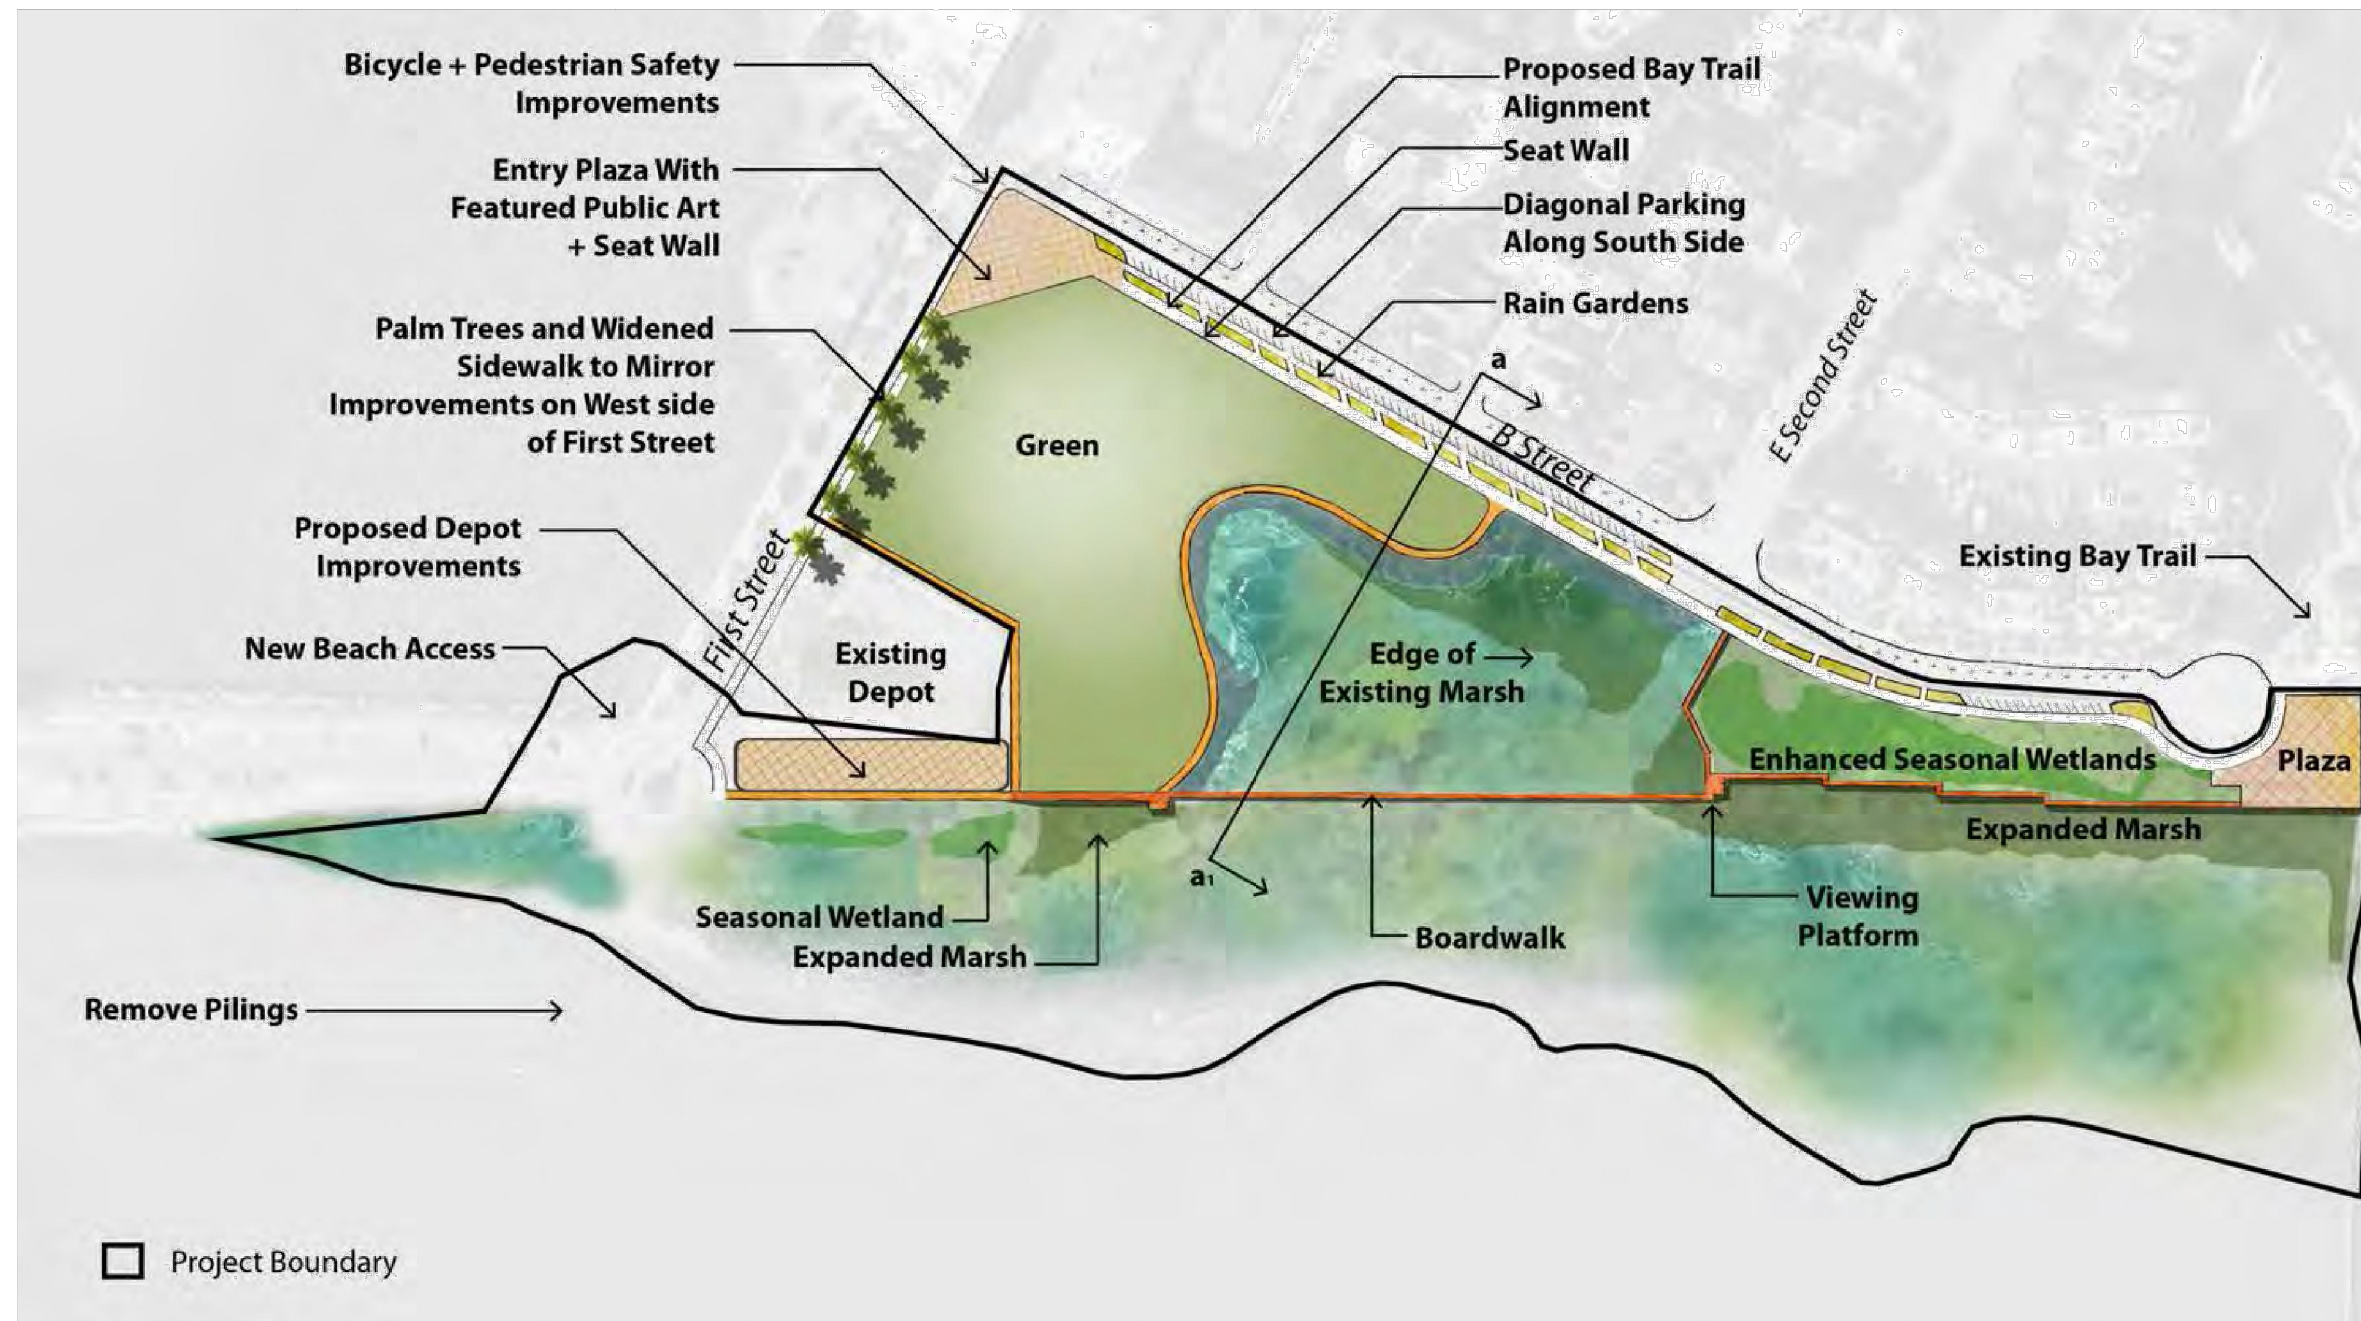 Bicycle + Pedestrian Safety
Improvements
Entry Plaza With
Featured Public Art
+ Seat Wall
Palm Trees and Widened
Sidewalk to Mirror
Improvements on West side
of First Street
Proposed Depot
Improvements
New Beach Access
Proposed Bay Trail
Alignment
Seat Wall
Diagonal Parking
Along South Side
Rain Gardens
a
B Street
E Second Street
First Street
Green
Existing Bay Trail
Existing
Depot
Edge of
Existing Marsh
Enhanced Seasonal Wetlands
Plaza
Expanded Marsh
a1
Seasonal Wetland
Expanded Marsh
Boardwalk
Viewing
Platform
Remove Pilings
Project Boundary